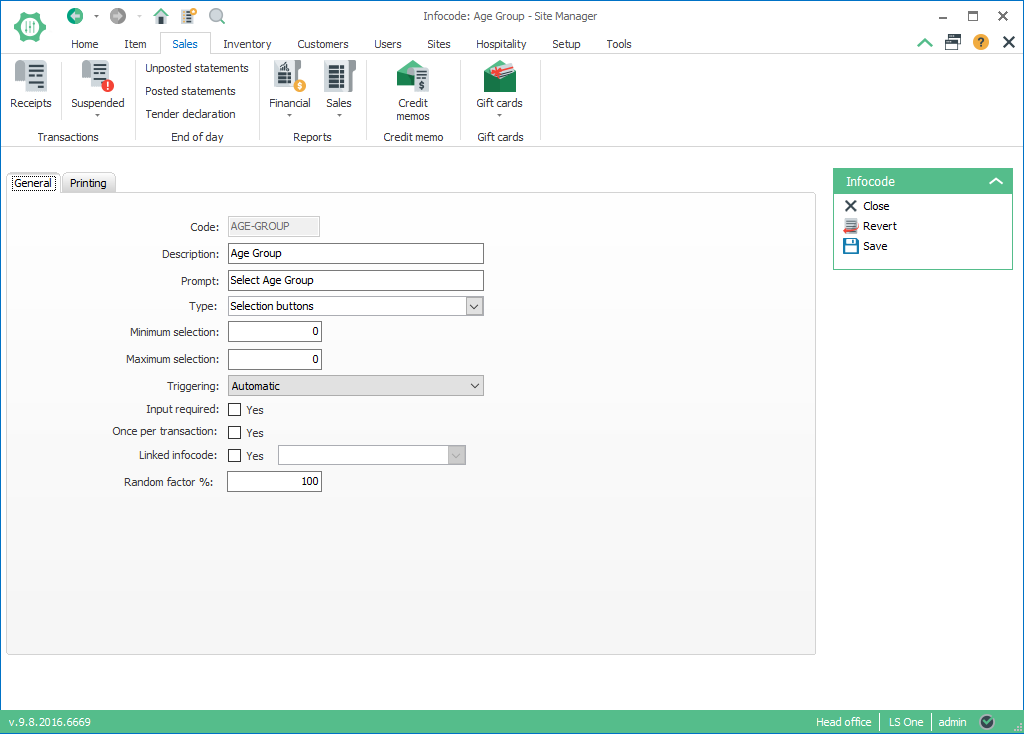 Infocode: Age Group - Site Manager
Home Item Sales Inventory Customers Users Sites Hospitality Setup Tools
Receipts
Suspended
Transactions
Unposted statements
Posted statements
Tender declaration
End of day
Financial
Sales
Reports
Credit
memos
Credit memo
Gift cards
Gift cards
General Printing
Code: AGE-GROUP
Description: Age Group
Prompt: Select Age Group
Type: Selection buttons
Minimum selection: 0
Maximum selection: 0
Triggering: Automatic
Input required: Yes
Once per transaction: Yes
Linked infocode: Yes
Random factor %: 100
Infocode
Close
Revert
Save
v.9.8.2016.6669
Head office LS One admin